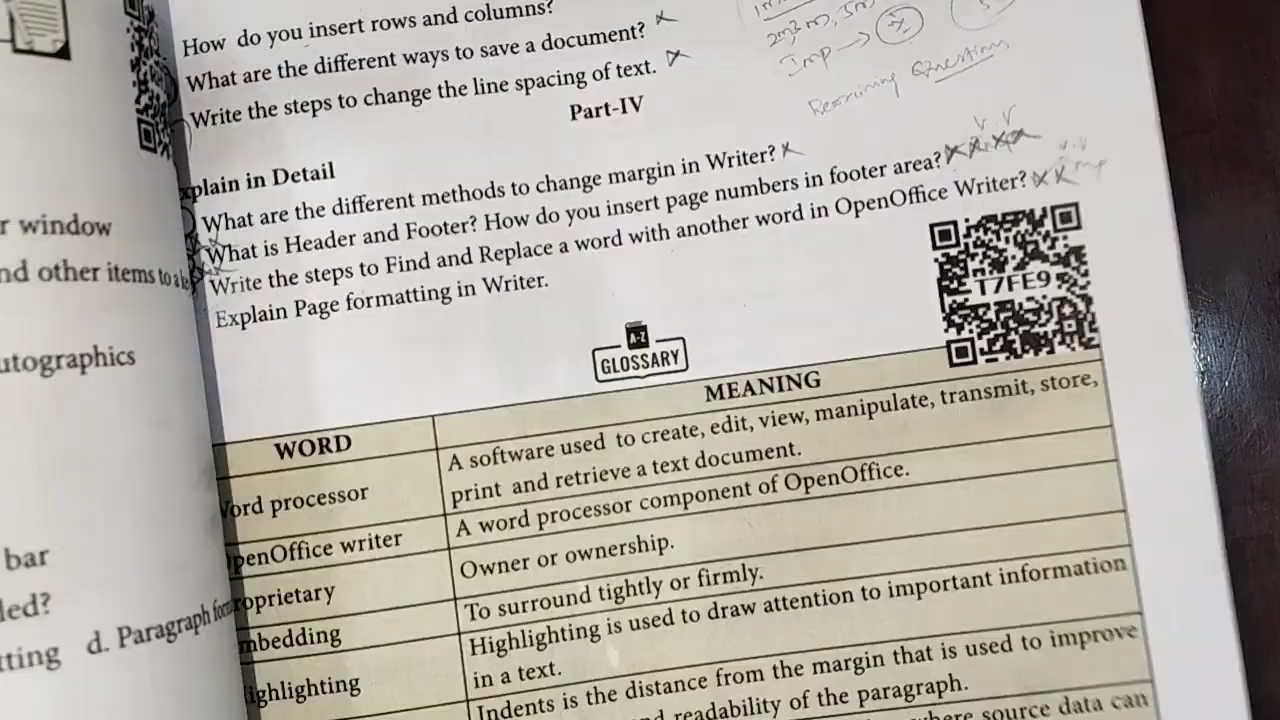 How do you insert rows and columns?
What are the different ways to save a document?
Write the steps to change the line spacing of text.
Part-IV
xplain in Detail
What are the different methods to change margin in Writer?
What is Header and Footer? How do you insert page numbers in footer area?
Write the steps to Find and Replace a word with another word in OpenOffice Writer?
Explain Page formatting in Writer.
Imp
Remining Questions
T7FE9
A-Z
GLOSSARY
WORD MEANING
Word processor A software used to create, edit, view, manipulate, transmit, store,
print and retrieve a text document.
penOffice writer A word processor component of OpenOffice.
roprietary Owner or ownership.
mbedding To surround tightly or firmly.
ighlighting Highlighting is used to draw attention to important information
in a text.
Indents is the distance from the margin that is used to improve
readability of the paragraph.
where source data can
r window
nd other items to a
utographics
bar
led?
tting d. Paragraph